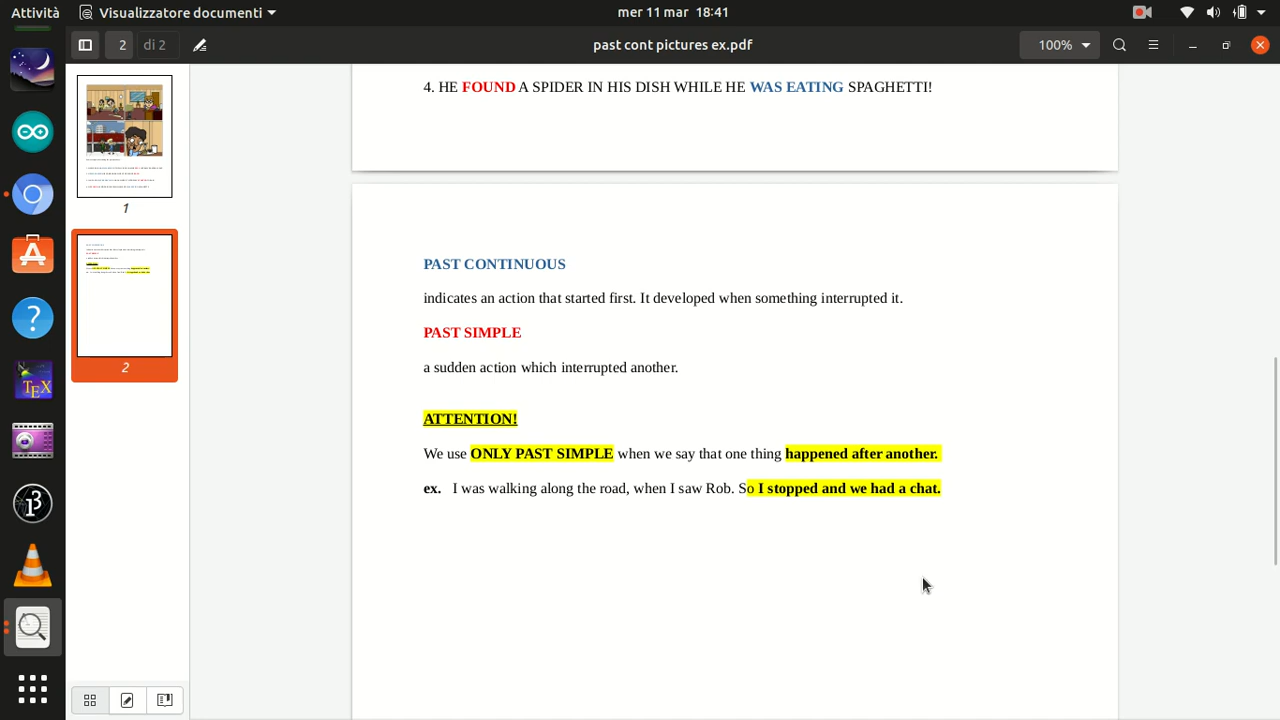 Attività
Visualizzatore documenti
mer 11 mar 18:41
2 di 2
past cont pictures ex.pdf
100%
4. HE FOUND A SPIDER IN HIS DISH WHILE HE WAS EATING SPAGHETTI!
1
2
PAST CONTINUOUS
indicates an action that started first. It developed when something interrupted it.
PAST SIMPLE
a sudden action which interrupted another.
ATTENTION!
We use ONLY PAST SIMPLE when we say that one thing happened after another.
ex. I was walking along the road, when I saw Rob. So I stopped and we had a chat.